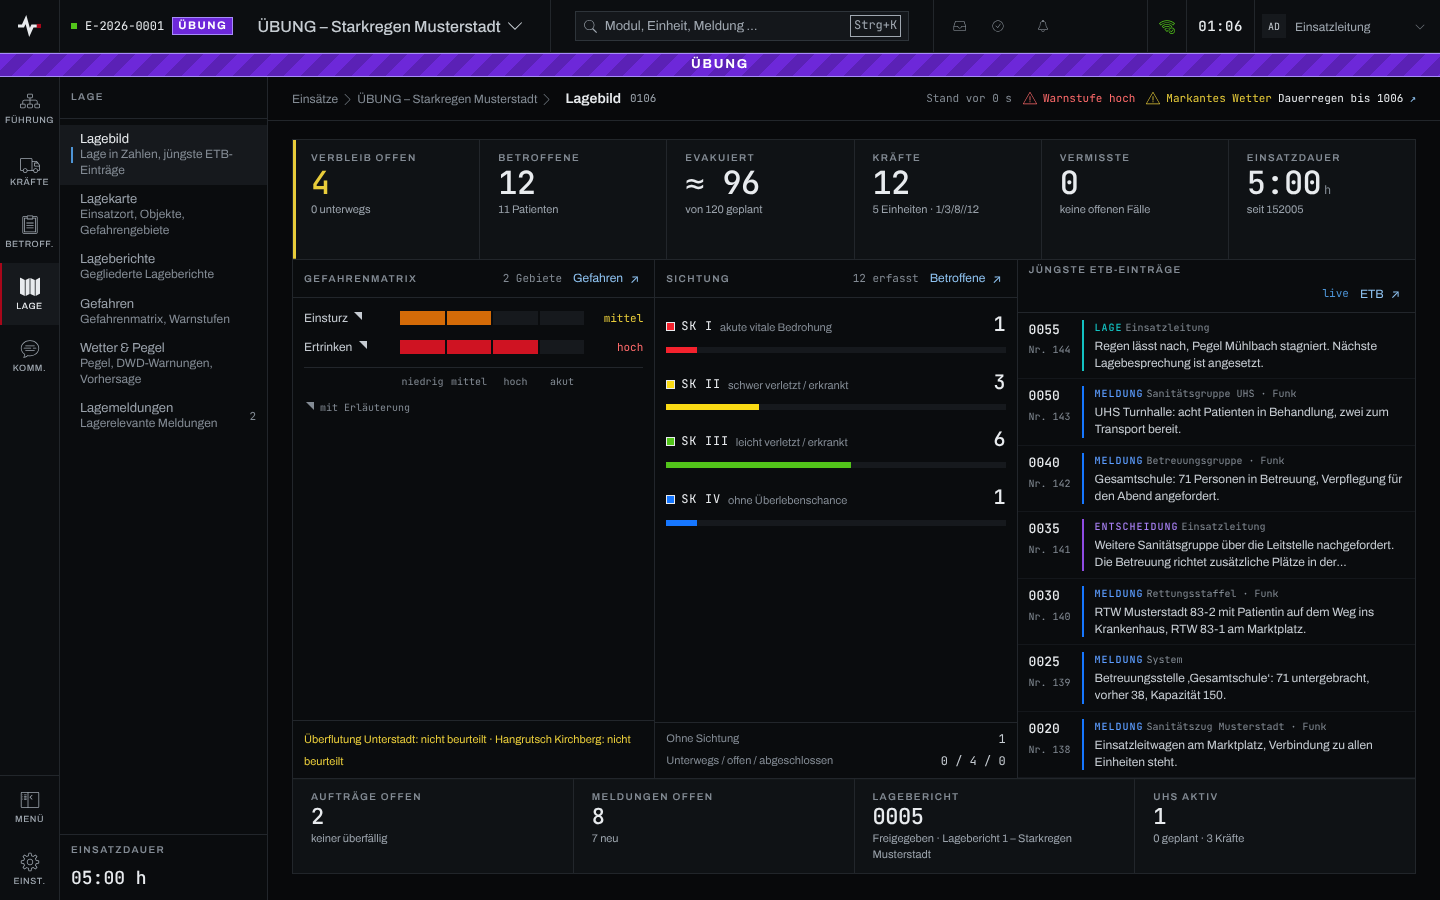 E-2026-0001 ÜBUNG ÜBUNG – Starkregen Musterstadt Modul, Einheit, Meldung ... Strg+K 01:06 AD Einsatzleitung
ÜBUNG
FÜHRUNG
KRÄFTE
BETROFF.
LAGE
KOMM.
MENÜ
EINST.
LAGE
Lagebild
Lage in Zahlen, jüngste ETB-
Einträge
Lagekarte
Einsatzort, Objekte,
Gefahrengebiete
Lageberichte
Gegliederte Lageberichte
Gefahren
Gefahrenmatrix, Warnstufen
Wetter & Pegel
Pegel, DWD-Warnungen,
Vorhersage
Lagemeldungen
Lagerelevante Meldungen 2
EINSATZDAUER
05:00 h
Einsätze ÜBUNG – Starkregen Musterstadt Lagebild 0106 Stand vor 0 s Warnstufe hoch Markantes Wetter Dauerregen bis 1006 ↗
VERBLEIB OFFEN
4
0 unterwegs
BETROFFENE
12
11 Patienten
EVAKUIERT
≈ 96
von 120 geplant
KRÄFTE
12
5 Einheiten · 1/3/8//12
VERMISSTE
0
keine offenen Fälle
EINSATZDAUER
5:00 h
seit 152005
GEFAHRENMATRIX 2 Gebiete Gefahren ↗
Einsturz mittel
Ertrinken hoch
niedrig mittel hoch akut
mit Erläuterung
Überflutung Unterstadt: nicht beurteilt · Hangrutsch Kirchberg: nicht
beurteilt
SICHTUNG 12 erfasst Betroffene ↗
SK I akute vitale Bedrohung 1
SK II schwer verletzt / erkrankt 3
SK III leicht verletzt / erkrankt 6
SK IV ohne Überlebenschance 1
Ohne Sichtung 1
Unterwegs / offen / abgeschlossen 0 / 4 / 0
JÜNGSTE ETB-EINTRÄGE
live ETB ↗
0055 LAGE Einsatzleitung
Nr. 144 Regen lässt nach, Pegel Mühlbach stagniert. Nächste
Lagebesprechung ist angesetzt.
0050 MELDUNG Sanitätsgruppe UHS · Funk
Nr. 143 UHS Turnhalle: acht Patienten in Behandlung, zwei zum
Transport bereit.
0040 MELDUNG Betreuungsgruppe · Funk
Nr. 142 Gesamtschule: 71 Personen in Betreuung, Verpflegung für
den Abend angefordert.
0035 ENTSCHEIDUNG Einsatzleitung
Nr. 141 Weitere Sanitätsgruppe über die Leitstelle nachgefordert.
Die Betreuung richtet zusätzliche Plätze in der...
0030 MELDUNG Rettungsstaffel · Funk
Nr. 140 RTW Musterstadt 83-2 mit Patientin auf dem Weg ins
Krankenhaus, RTW 83-1 am Marktplatz.
0025 MELDUNG System
Nr. 139 Betreuungsstelle ‚Gesamtschule‘: 71 untergebracht,
vorher 38, Kapazität 150.
0020 MELDUNG Sanitätszug Musterstadt · Funk
Nr. 138 Einsatzleitwagen am Marktplatz, Verbindung zu allen
Einheiten steht.
AUFTRÄGE OFFEN
2
keiner überfällig
MELDUNGEN OFFEN
8
7 neu
LAGEBERICHT
0005
Freigegeben · Lagebericht 1 – Starkregen
Musterstadt
UHS AKTIV
1
0 geplant · 3 Kräfte